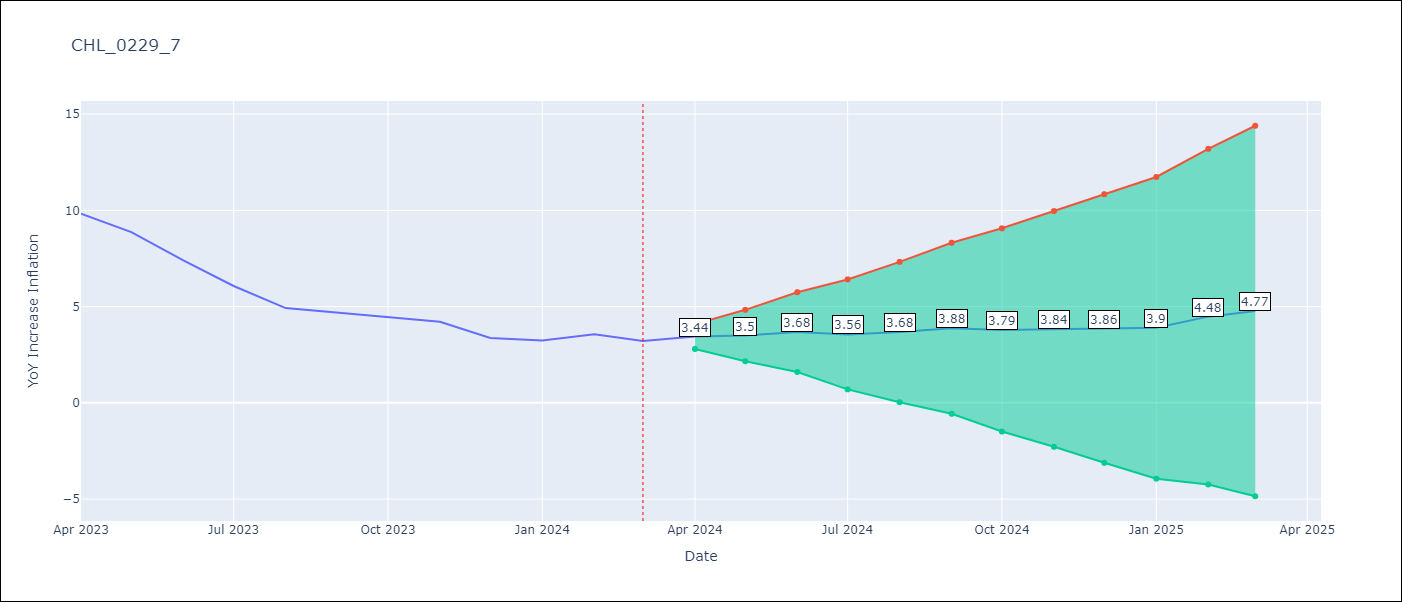 CHL_0229_7
YoY Increase Inflation
15
10
5
0
−5
3.44
3.5
3.68
3.56
3.68
3.88
3.79
3.84
3.86
3.9
4.48
4.77
Apr 2023
Jul 2023
Oct 2023
Jan 2024
Apr 2024
Jul 2024
Oct 2024
Jan 2025
Apr 2025
Date